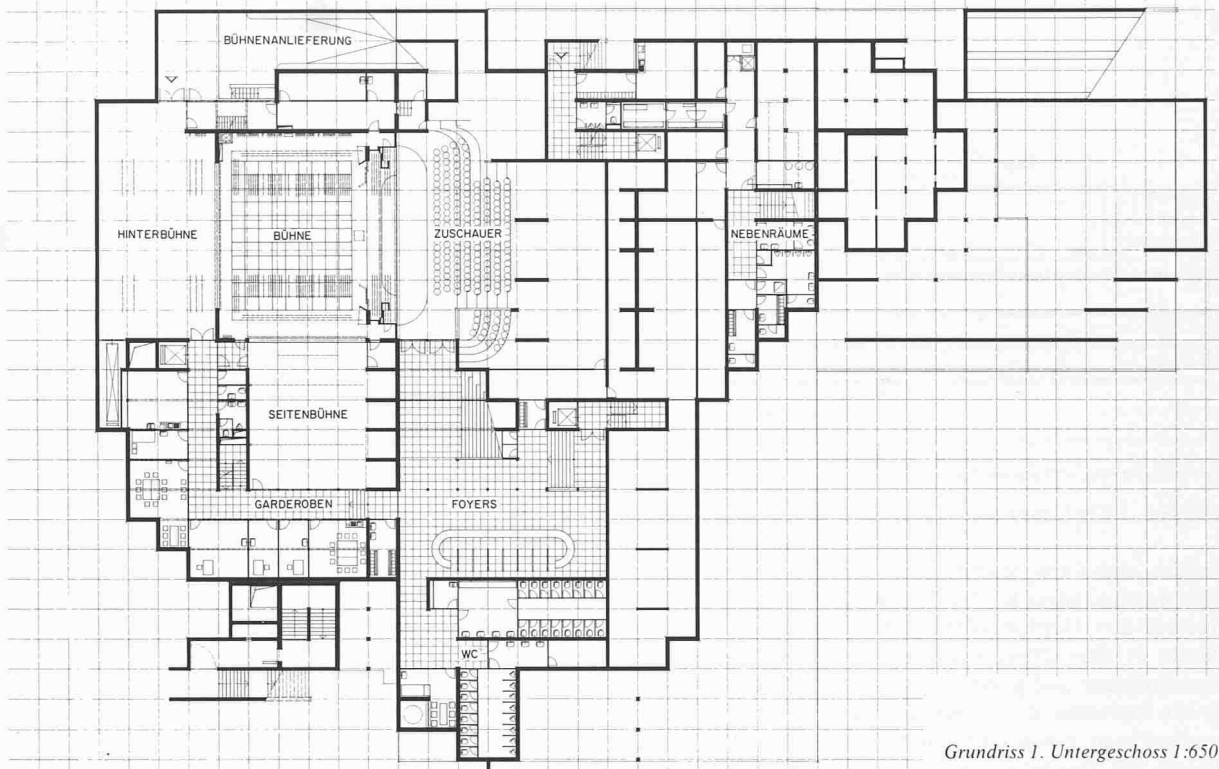 BÜHNENANLIEFERUNG
HINTERBÜHNE
BÜHNE
ZUSCHAUER
NEBENRÄUME
SEITENBÜHNE
GARDEROBEN
FOYERS
WC
Grundriss 1. Untergeschoss 1:650